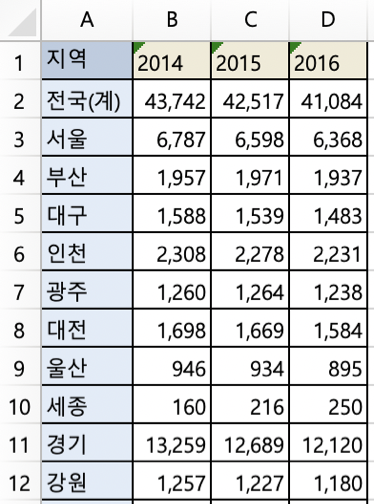 A B C D
1 지역 2014 2015 2016
2 전국(계) 43,742 42,517 41,084
3 서울 6,787 6,598 6,368
4 부산 1,957 1,971 1,937
5 대구 1,588 1,539 1,483
6 인천 2,308 2,278 2,231
7 광주 1,260 1,264 1,238
8 대전 1,698 1,669 1,584
9 울산 946 934 895
10 세종 160 216 250
11 경기 13,259 12,689 12,120
12 강원 1,257 1,227 1,180